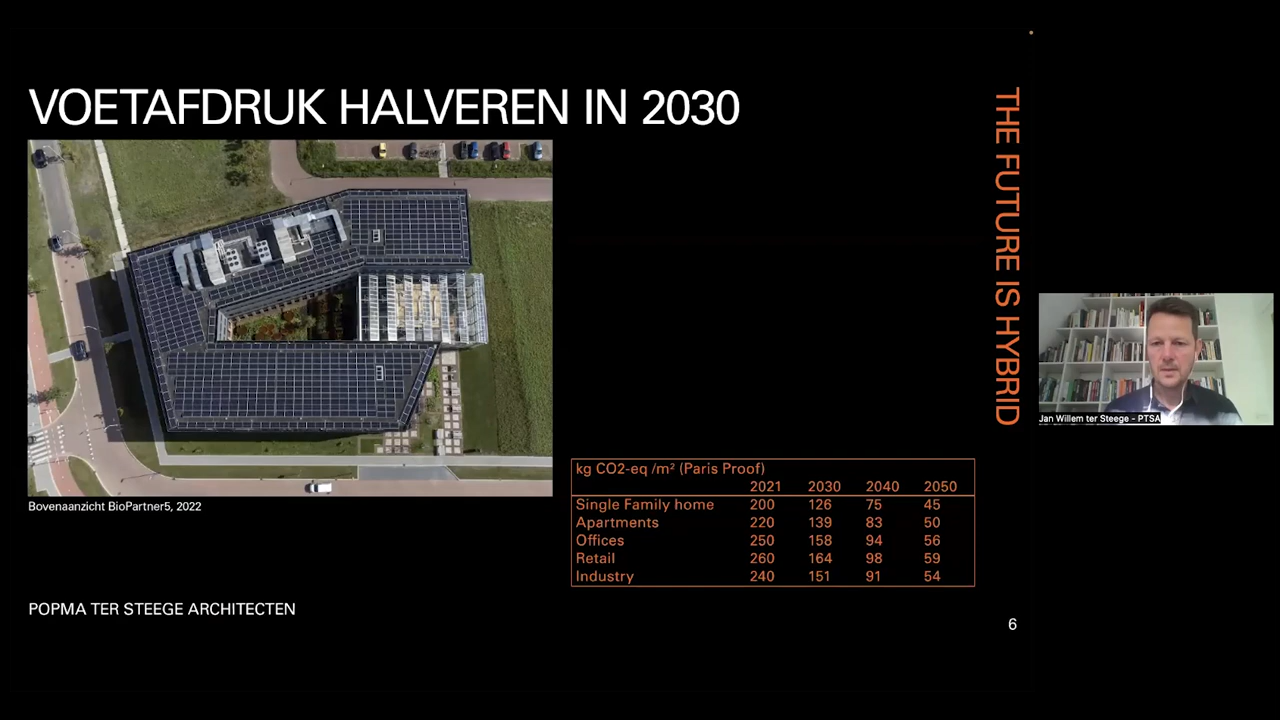 VOETAFDRUK HALVEREN IN 2030
THE FUTURE IS HYBRID
Bovenaanzicht BioPartner5, 2022
kg CO2-eq /m² (Paris Proof)
2021 2030 2040 2050
Single Family home 200 126 75 45
Apartments 220 139 83 50
Offices 250 158 94 56
Retail 260 164 98 59
Industry 240 151 91 54
POPMA TER STEEGE ARCHITECTEN
6
Jan Willem ter Steege - PTSA